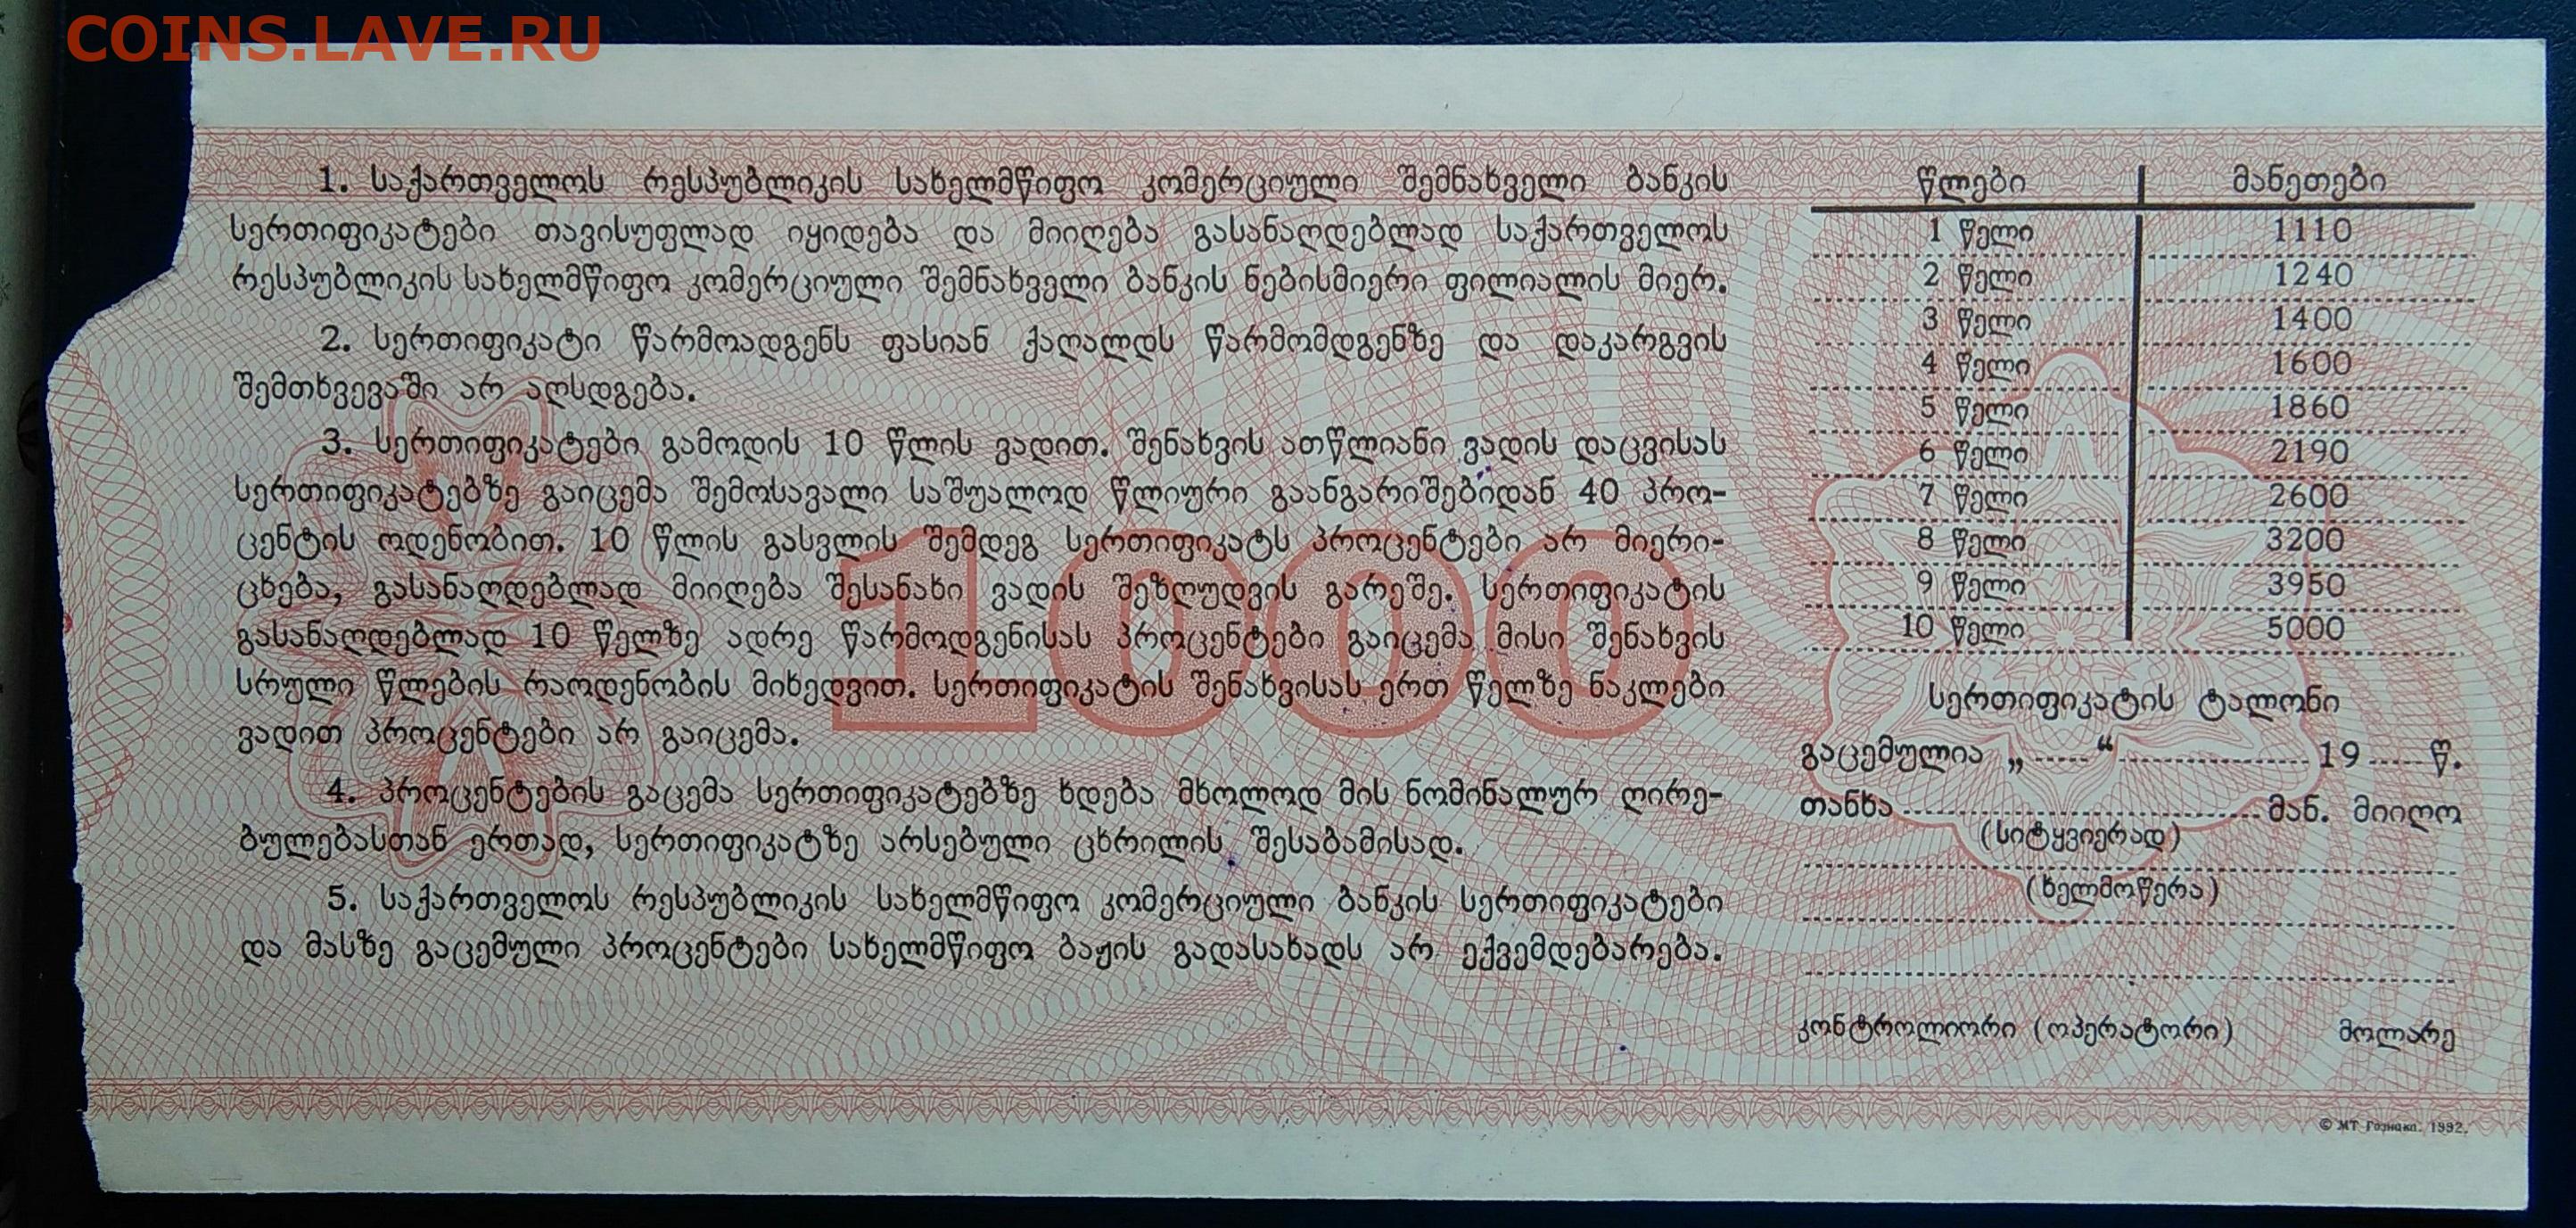 COINS.LAVE.RU
1. საქართველოს რესპუბლიკის სახელმწიფო კომერციული შემნახველი ბანკის
სერთიფიკატები თავისუფლად იყიდება და მიიღება გასანაღდებლად საქართველოს
რესპუბლიკის სახელმწიფო კომერციული შემნახველი ბანკის ნებისმიერი ფილიალის მიერ.
2. სერთიფიკატი წარმოადგენს ფასიან ქაღალდს წარმომდგენზე და დაკარგვის
შემთხვევაში არ აღსდგება.
3. სერთიფიკატები გამოდის 10 წლის ვადით. შენახვის ათწლიანი ვადის დაცვისას
სერთიფიკატებზე გაიცემა შემოსავალი საშუალოდ წლიური გაანგარიშებიდან 40 პრო-
ცენტის ოდენობით. 10 წლის გასვლის შემდეგ სერთიფიკატს პროცენტები არ მიერი-
ცხება, გასანაღდებლად მიიღება შესანახი ვადის შეზღუდვის გარეშე. სერთიფიკატის
გასანაღდებლად 10 წელზე ადრე წარმოდგენისას პროცენტები გაიცემა მისი შენახვის
სრული წლების რაოდენობის მიხედვით. სერთიფიკატის შენახვისას ერთ წელზე ნაკლები
ვადით პროცენტები არ გაიცემა.
4. პროცენტების გაცემა სერთიფიკატებზე ხდება მხოლოდ მის ნომინალურ ღირე-
ბულებასთან ერთად, სერთიფიკატზე არსებული ცხრილის შესაბამისად.
5. საქართველოს რესპუბლიკის სახელმწიფო კომერციული ბანკის სერთიფიკატები
და მასზე გაცემული პროცენტები სახელმწიფო ბაჟის გადასახადს არ ექვემდებარება.
1000
წლები მანეთები
1 წელი 1110
2 წელი 1240
3 წელი 1400
4 წელი 1600
5 წელი 1860
6 წელი 2190
7 წელი 2600
8 წელი 3200
9 წელი 3950
10 წელი 5000
სერთიფიკატის ტალონი
გაცემულია „......“........................ 19...... წ.
თანხა............................................ მან. მიიღო
(სიტყვიერად)
(ხელმოწერა)
კონტროლიორი (ოპერატორი) მოლარე
© МТ Гознака. 1992.